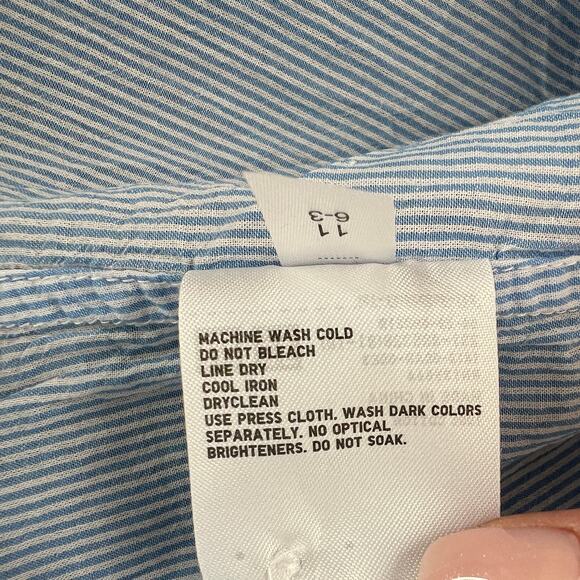 11
6-3
MACHINE WASH COLD
DO NOT BLEACH
LINE DRY
COOL IRON
DRYCLEAN
USE PRESS CLOTH. WASH DARK COLORS
SEPARATELY. NO OPTICAL
BRIGHTENERS. DO NOT SOAK.